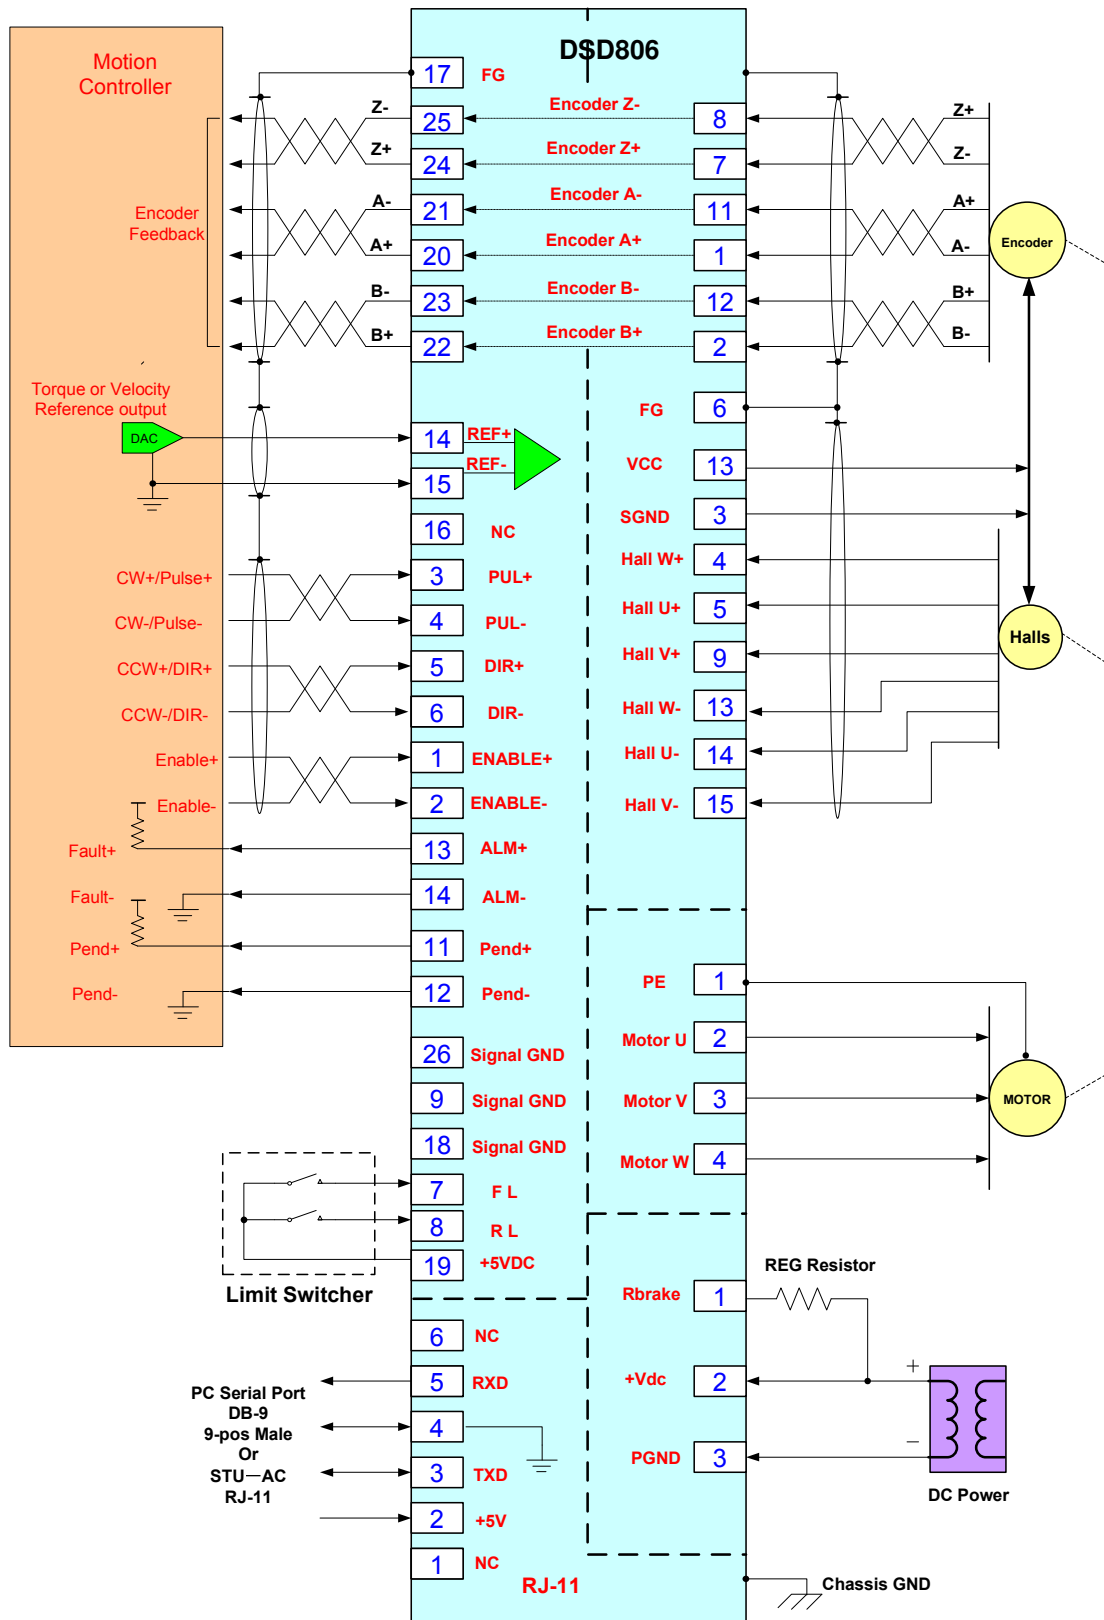 DSD806
Motion
Controller
17 FG
Z- 25 Encoder Z- 8 Z+
Z+ 24 Encoder Z+ 7 Z-
A- 21 Encoder A- 11 A+
Encoder
Feedback
A+ 20 Encoder A+ 1 A-
Encoder
B- 23 Encoder B- 12 B+
B+ 22 Encoder B+ 2 B-
Torque or Velocity
Reference output
DAC
14 REF+
15 REF-
16 NC
CW+/Pulse+ 3 PUL+
CW-/Pulse- 4 PUL-
CCW+/DIR+ 5 DIR+
CCW-/DIR- 6 DIR-
Enable+ 1 ENABLE+
Enable- 2 ENABLE-
Fault+ 13 ALM+
Fault- 14 ALM-
Pend+ 11 Pend+
Pend- 12 Pend-
26 Signal GND
9 Signal GND
18 Signal GND
7 F L
8 R L
19 +5VDC
Limit Switcher
FG 6
VCC 13
SGND 3
Hall W+ 4
Hall U+ 5
Hall V+ 9
Hall W- 13
Hall U- 14
Hall V- 15
Halls
PE 1
Motor U 2
Motor V 3
Motor W 4
MOTOR
REG Resistor
Rbrake 1
+Vdc 2 +
PGND 3 −
DC Power
6 NC
5 RXD
4
3 TXD
2 +5V
1 NC
PC Serial Port
DB-9
9-pos Male
Or
STU—AC
RJ-11
RJ-11
Chassis GND